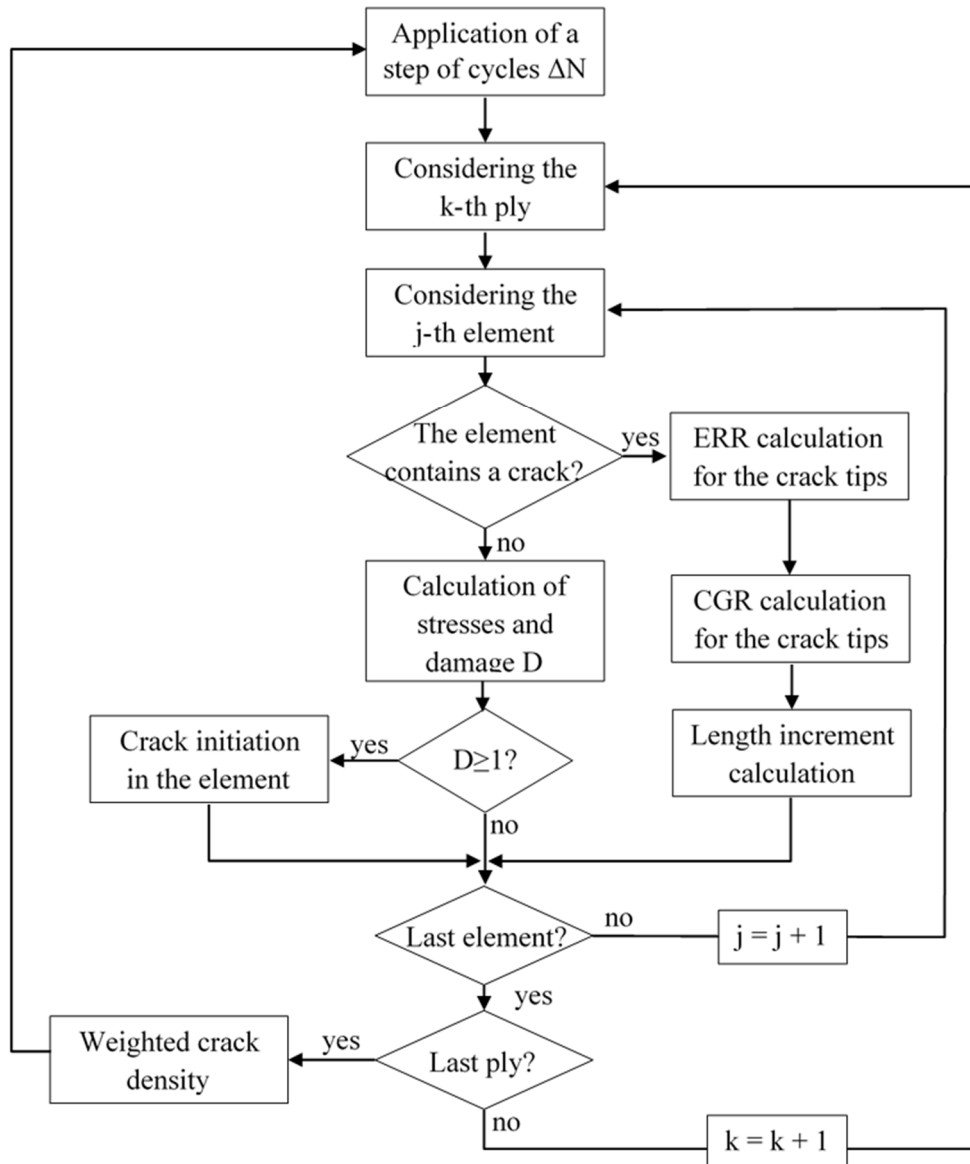 Application of a
step of cycles ΔN
Considering the
k-th ply
Considering the
j-th element
The element
contains a crack?
yes
ERR calculation
for the crack tips
no
Calculation of
stresses and
damage D
CGR calculation
for the crack tips
Crack initiation
in the element
yes
D≥1?
Length increment
calculation
no
Last element?
no
j = j + 1
yes
Weighted crack
density
yes
Last ply?
no
k = k + 1